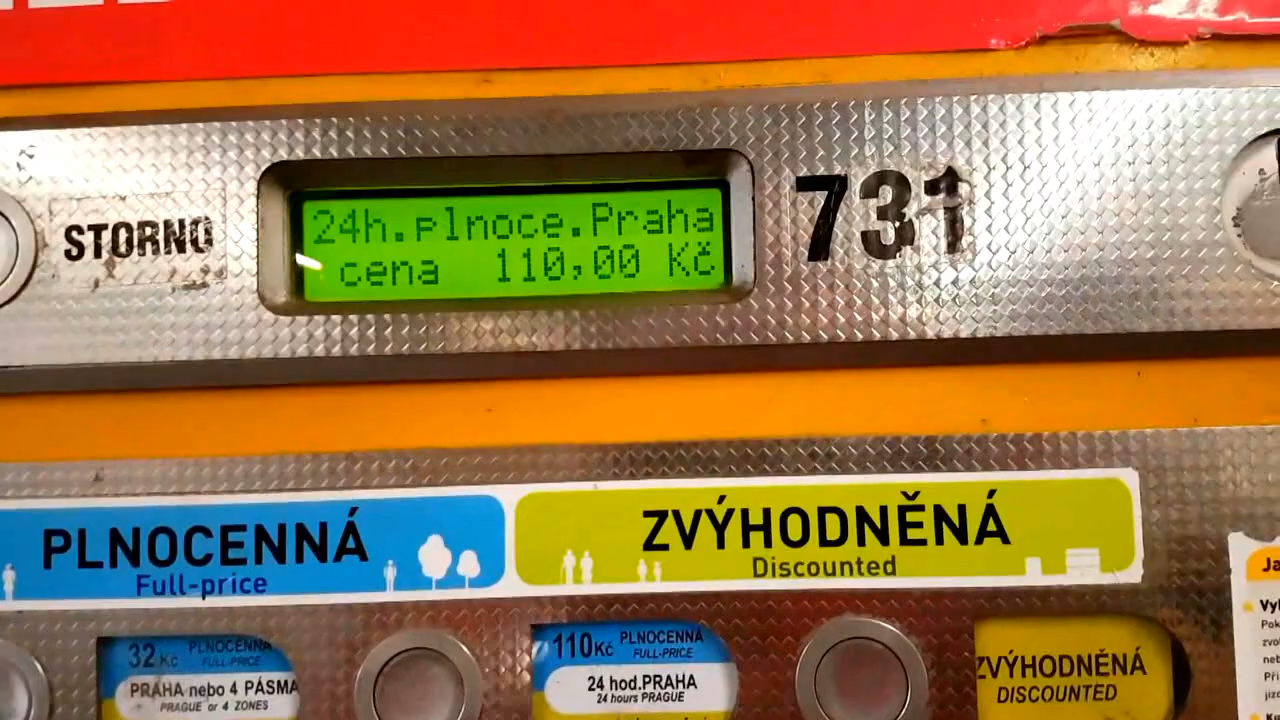 STORNO
24h.plnoce.Praha
cena 110,00 Kč
731
PLNOCENNÁ
Full-price
ZVÝHODNĚNÁ
Discounted
32 Kč PLNOCENNÁ
FULL-PRICE
PRAHA nebo 4 PÁSMA
PRAGUE or 4 ZONES
110 Kč PLNOCENNÁ
FULL-PRICE
24 hod.PRAHA
24 hours PRAGUE
ZVÝHODNĚNÁ
DISCOUNTED